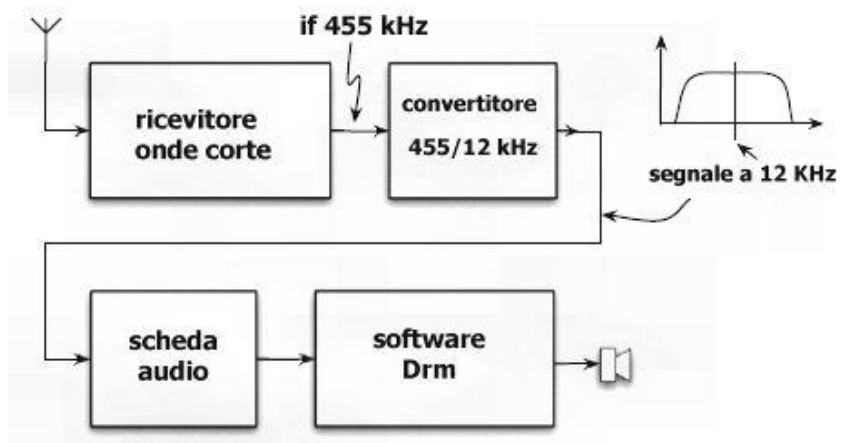 if 455 kHz
ricevitore
onde corte
convertitore
455/12 kHz
segnale a 12 KHz
scheda
audio
software
Drm